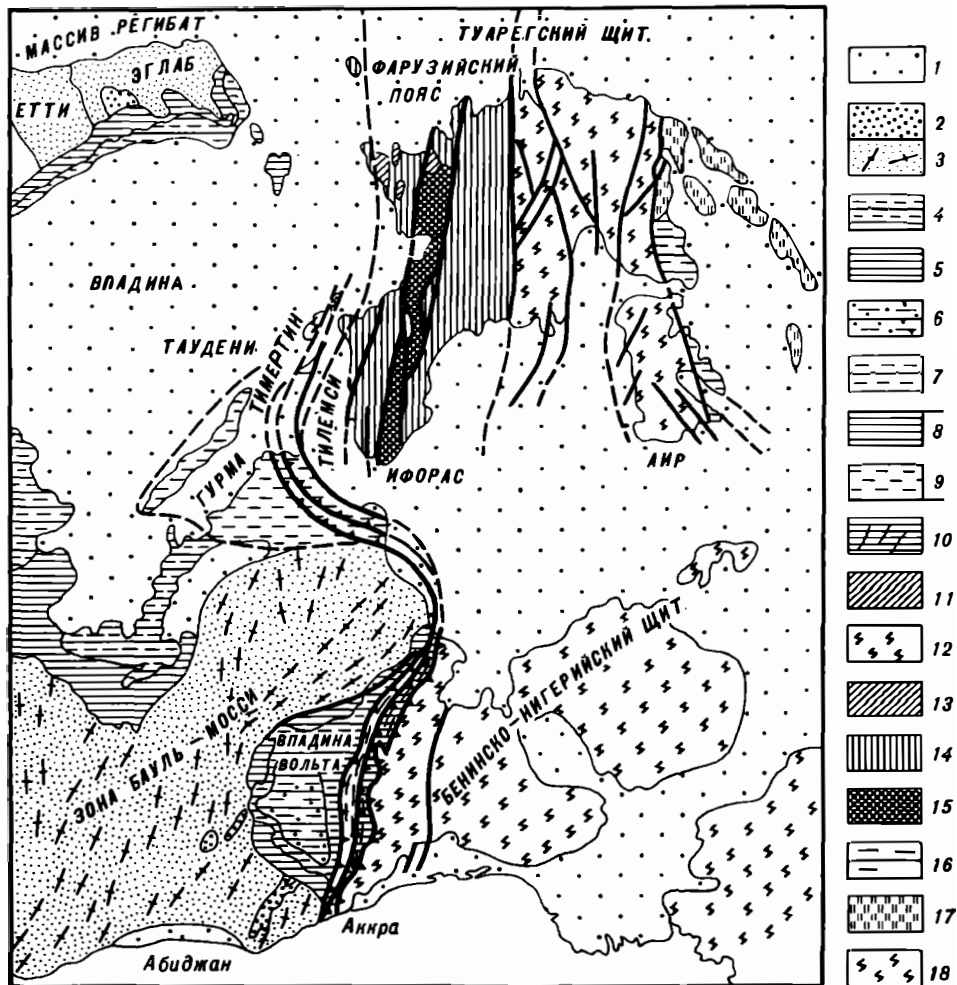 МАССИВ РЕГИБАТ
ЕТТИ
ЭГЛАБ
ТУАРЕГСКИЙ ЩИТ.
ФАРУЗИЙСКИЙ
ПОЯС
ВПАДИНА
ТАУДЕНИ
ТИМЕРТИН
ТИЛЕМСИ
ГУРМА
ИФОРАС
АИР
ЗОНА БАУЛЬ – МОССИ
ВПАДИНА
ВОЛЬТА
БЕНИНСКО-НИГЕРИЙСКИЙ ЩИТ
Аккра
Абиджан
1
2
3
4
5
6
7
8
9
10
11
12
13
14
15
16
17
18